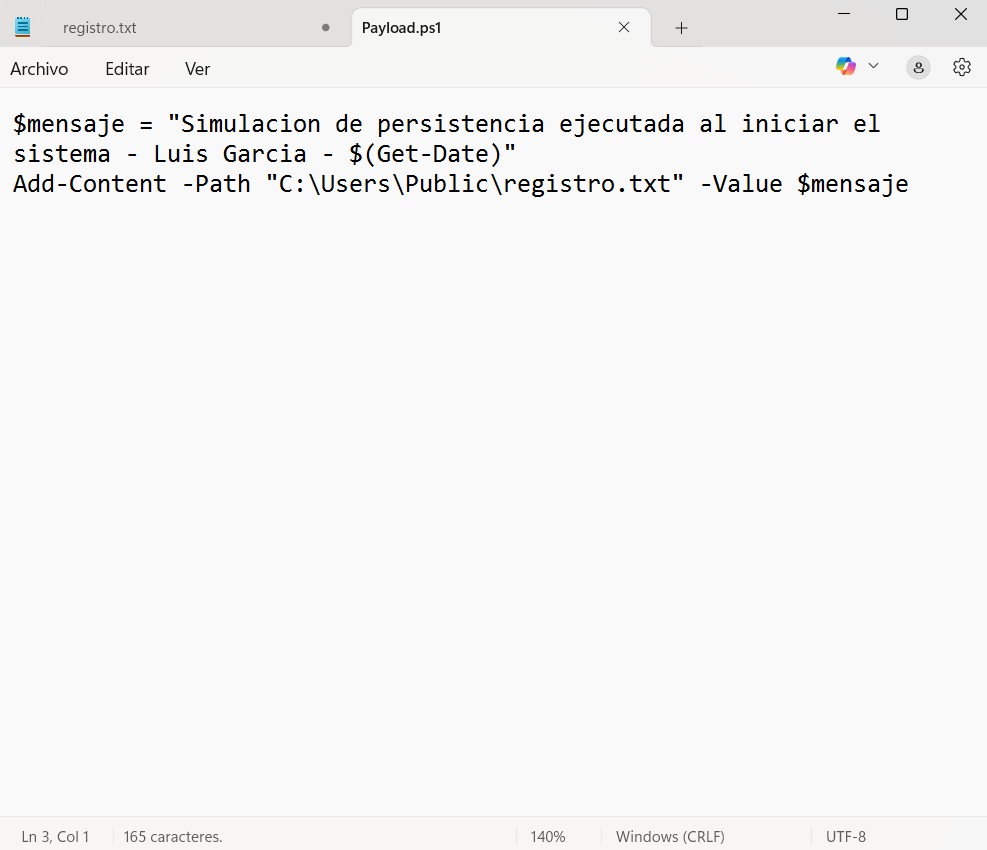 registro.txt
Payload.ps1
Archivo Editar Ver
$mensaje = "Simulacion de persistencia ejecutada al iniciar el
sistema - Luis Garcia - $(Get-Date)"
Add-Content -Path "C:\Users\Public\registro.txt" -Value $mensaje
Ln 3, Col 1 165 caracteres. 140% Windows (CRLF) UTF-8